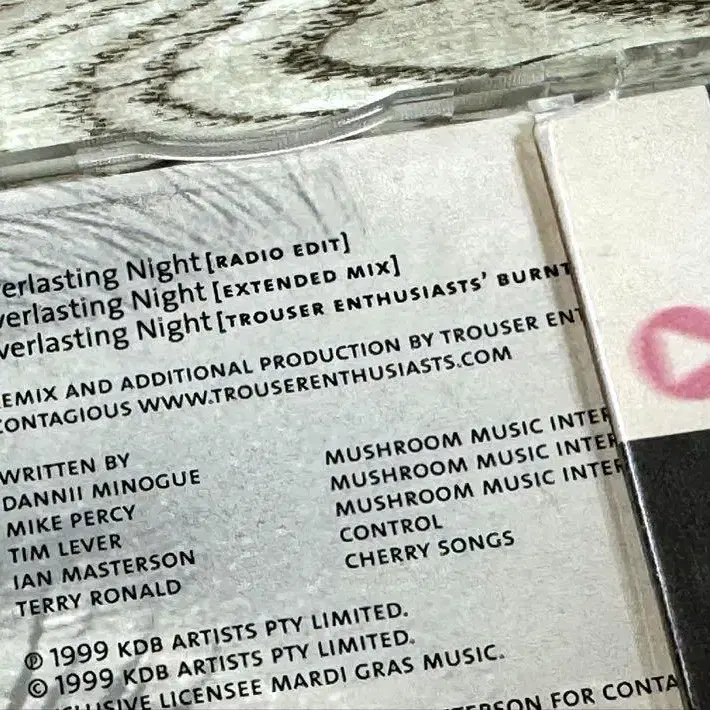 erlasting Night [RADIO EDIT]
verlasting Night [EXTENDED MIX]
verlasting Night [TROUSER ENTHUSIASTS' BURNT
EMIX AND ADDITIONAL PRODUCTION BY TROUSER ENT
CONTAGIOUS WWW.TROUSERENTHUSIASTS.COM
WRITTEN BY
DANNII MINOGUE MUSHROOM MUSIC INTER
MIKE PERCY MUSHROOM MUSIC INTER
TIM LEVER MUSHROOM MUSIC INTER
IAN MASTERSON CONTROL
TERRY RONALD CHERRY SONGS
℗ 1999 KDB ARTISTS PTY LIMITED.
© 1999 KDB ARTISTS PTY LIMITED.
CLUSIVE LICENSEE MARDI GRAS MUSIC.
TERSON FOR CONTA